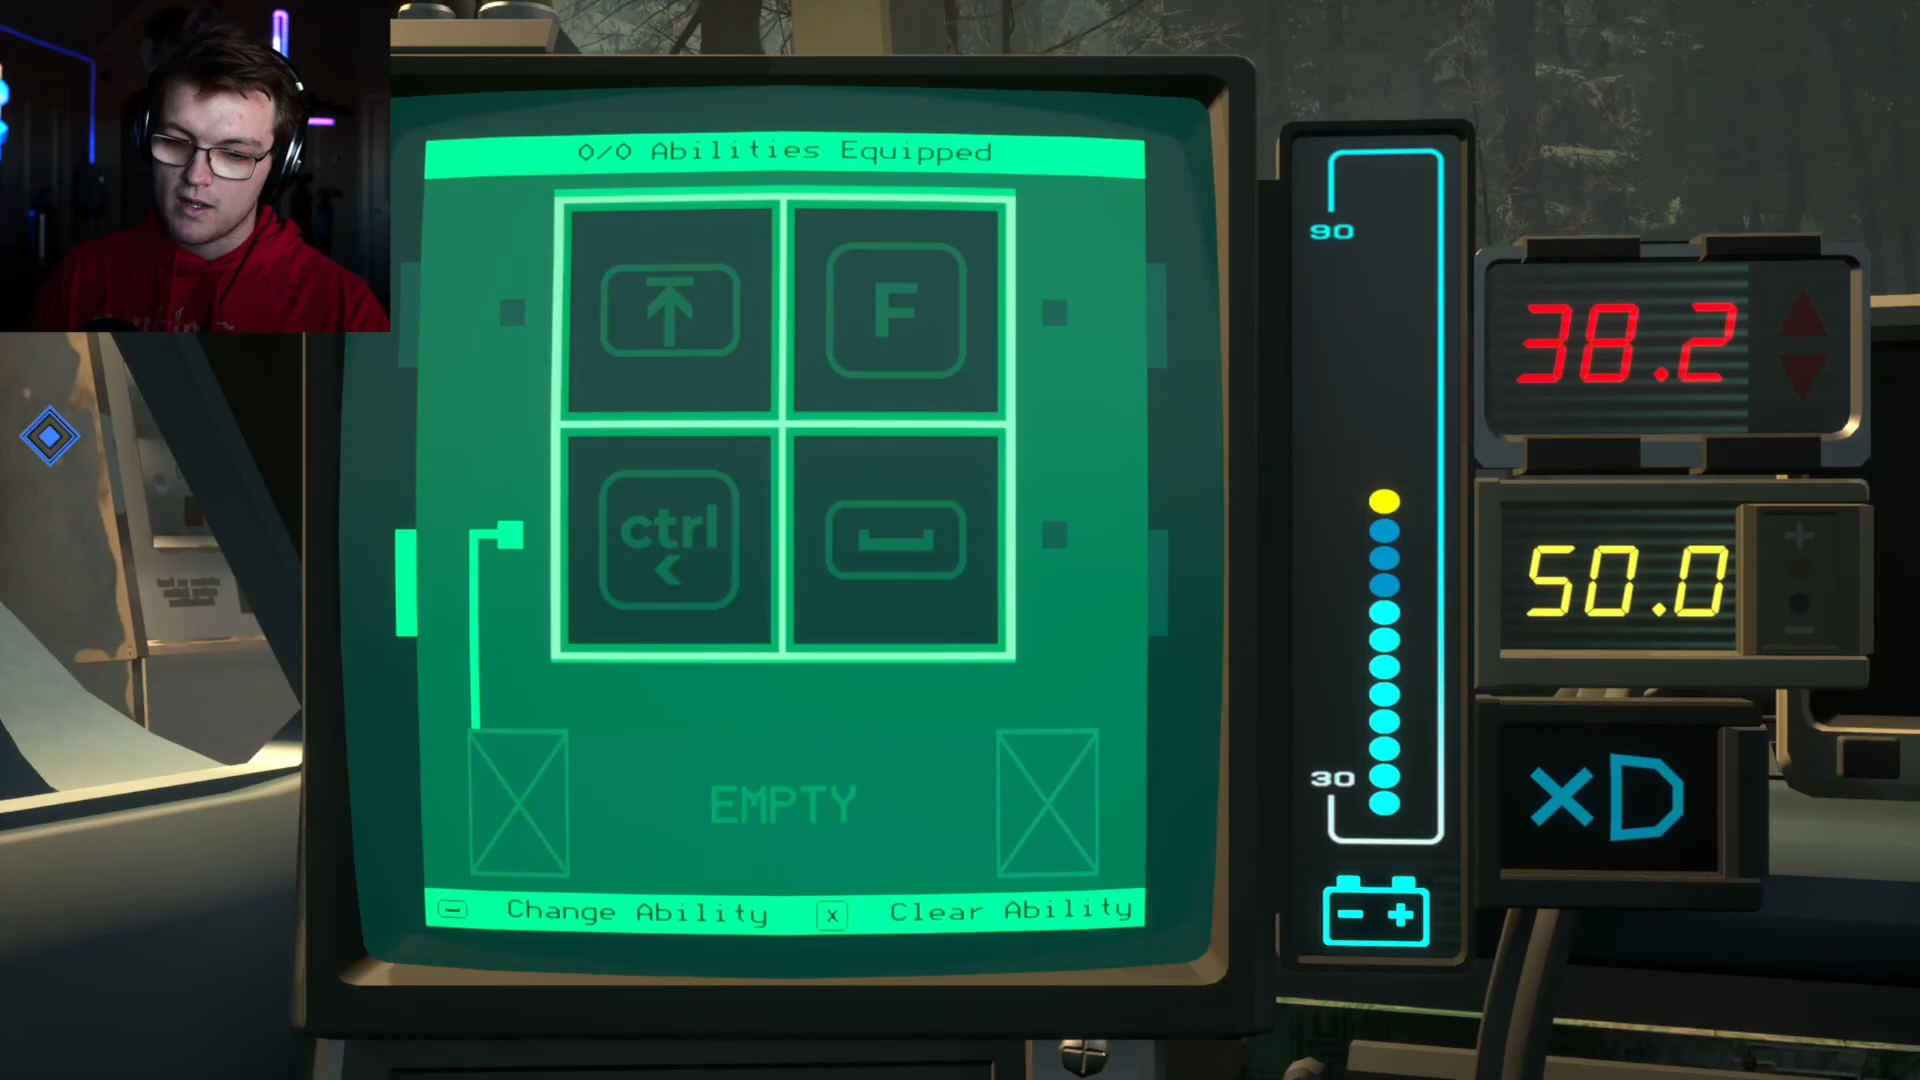 0/0 Abilities Equipped
F
ctrl
EMPTY
Change Ability x Clear Ability
90
30
38.2
50.0
XD